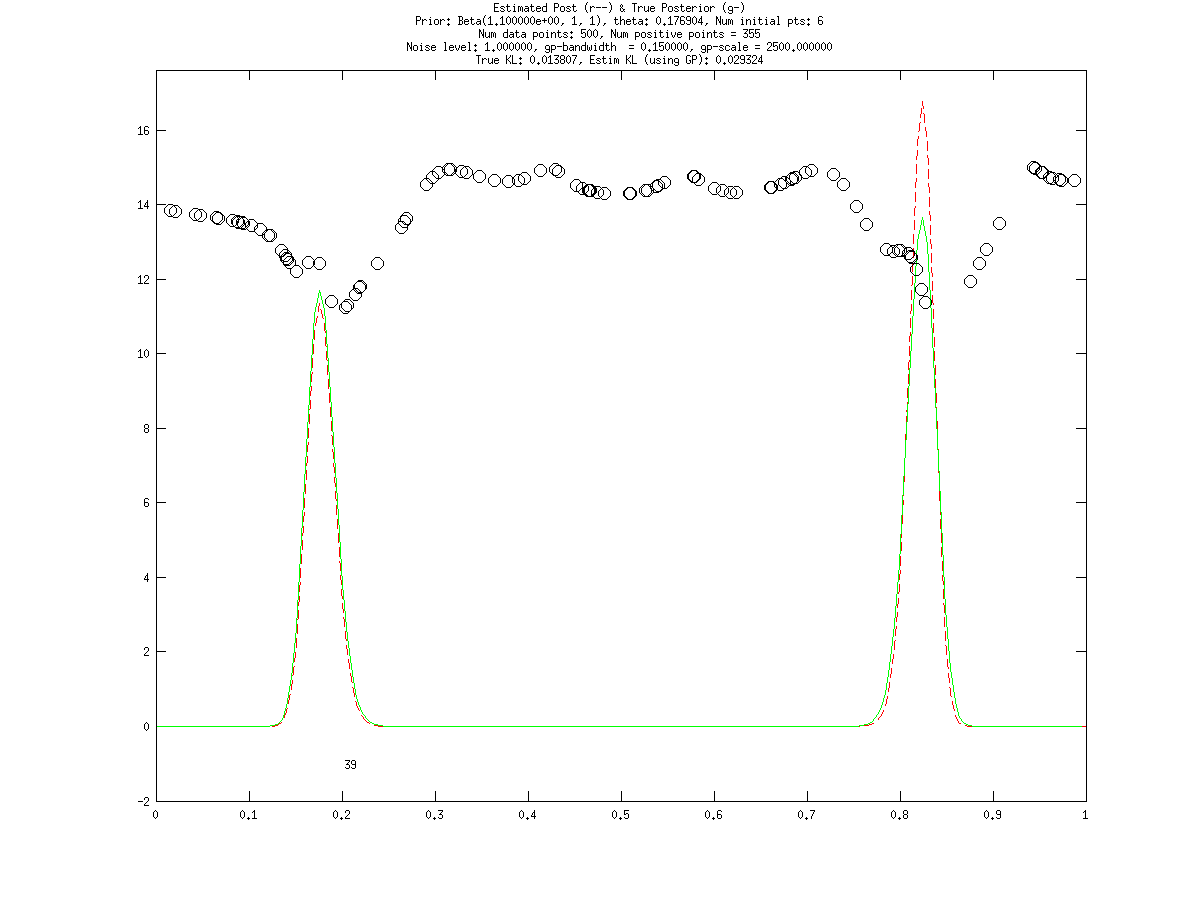 Estimated Post (r--) & True Posterior (g-)
Prior: Beta(1.100000e+00, 1, 1), theta: 0.176904, Num initial pts: 6
Num data points: 500, Num positive points = 355
Noise level: 1.000000, gp-bandwidth  = 0.150000, gp-scale = 2500.000000
True KL: 0.013807, Estim KL (using GP): 0.029324
16
14
12
10
8
6
4
2
0
39
-2
0 0.1 0.2 0.3 0.4 0.5 0.6 0.7 0.8 0.9 1